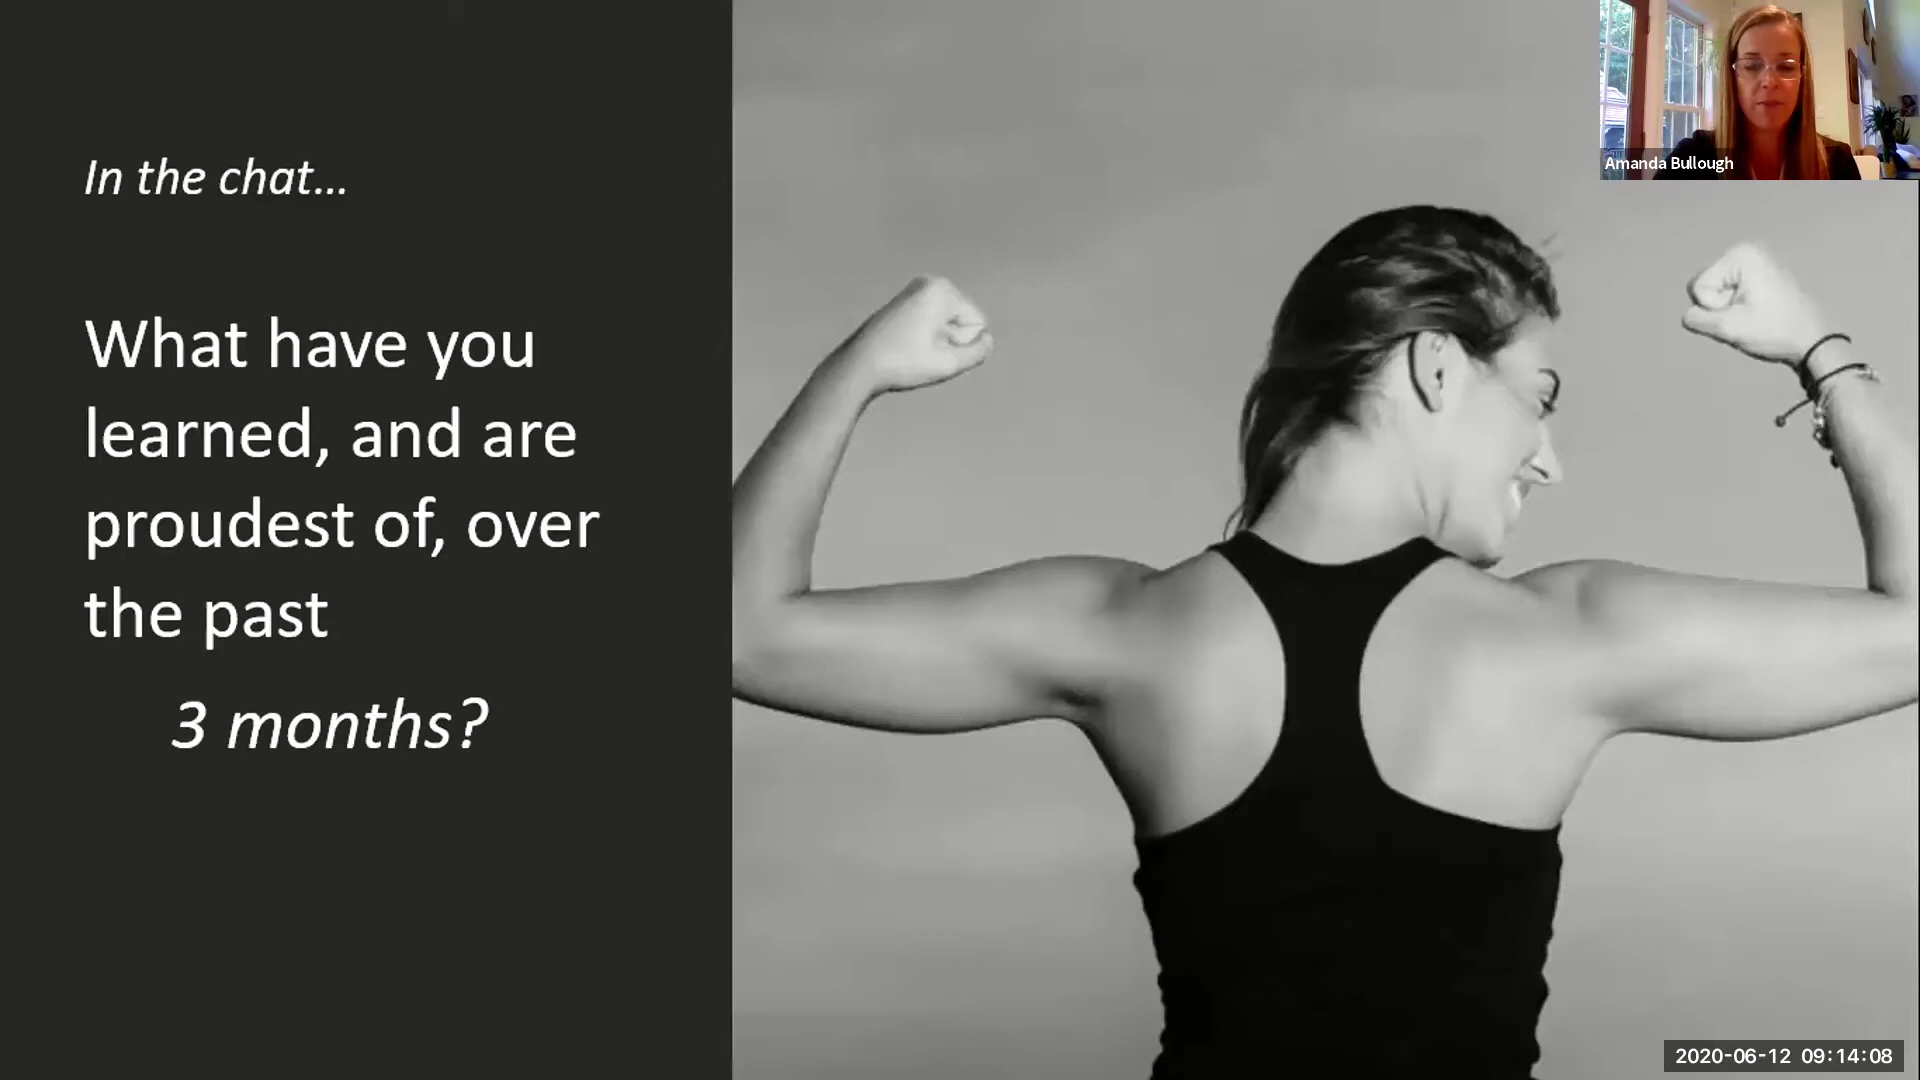 In the chat...
What have you
learned, and are
proudest of, over
the past
3 months?
Amanda Bullough
2020-06-12 09:14:08